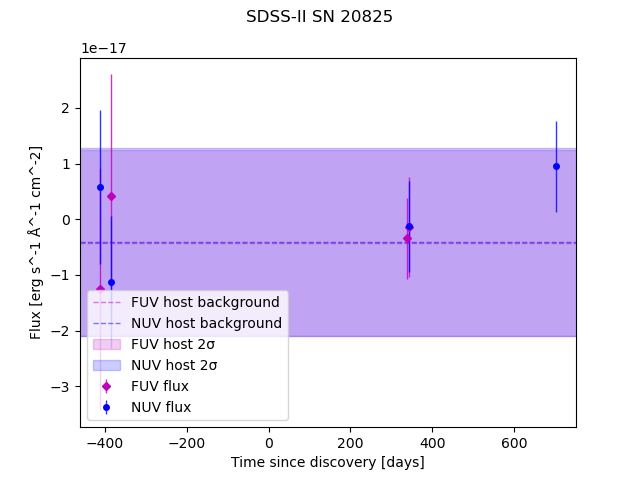 SDSS-II SN 20825
1e−17
2
1
0
−1
−2
−3
Flux [erg s^-1 Å^-1 cm^-2]
FUV host background
NUV host background
FUV host 2σ
NUV host 2σ
FUV flux
NUV flux
−400
−200
0
200
400
600
Time since discovery [days]